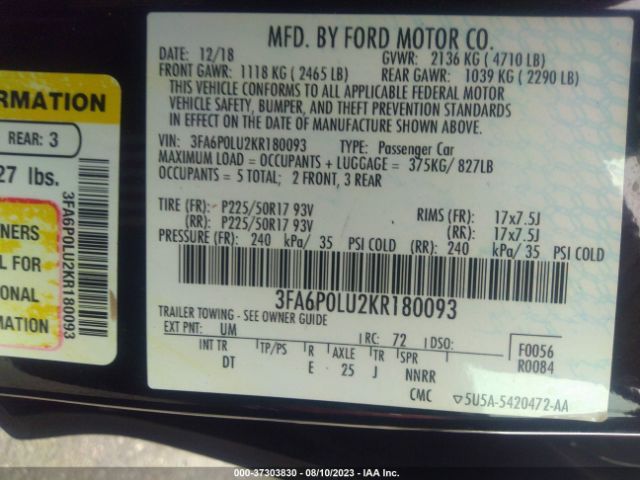 MFD. BY FORD MOTOR CO.
DATE: 12/18 GVWR: 2136 KG ( 4710 LB)
FRONT GAWR: 1118 KG ( 2465 LB) REAR GAWR: 1039 KG ( 2290 LB)
THIS VEHICLE CONFORMS TO ALL APPLICABLE FEDERAL MOTOR
VEHICLE SAFETY, BUMPER, AND THEFT PREVENTION STANDARDS
IN EFFECT ON THE DATE OF MANUFACTURE SHOWN ABOVE.
VIN: 3FA6P0LU2KR180093 TYPE: Passenger Car
MAXIMUM LOAD = OCCUPANTS + LUGGAGE = 375KG/ 827LB
OCCUPANTS = 5 TOTAL; 2 FRONT, 3 REAR
TIRE (FR): P225/50R17 93V RIMS (FR): 17x7.5J
(RR): P225/50R17 93V (RR): 17x7.5J
PRESSURE (FR): 240 kPa/ 35 PSI COLD (RR): 240 kPa/ 35 PSI COLD
3FA6P0LU2KR180093
TRAILER TOWING - SEE OWNER GUIDE
EXT PNT: UM RC: 72 DSO: F0056
R0084
INT TR TP/PS R AXLE TR SPR
DT E 25 J NNRR
CMC 5U5A-5420472-AA
RMATION
REAR: 3
27 lbs.
3FA6P0LU2KR180093
NERS
L FOR
ONAL
MATION
000-37303830 - 08/10/2023 - IAA Inc.